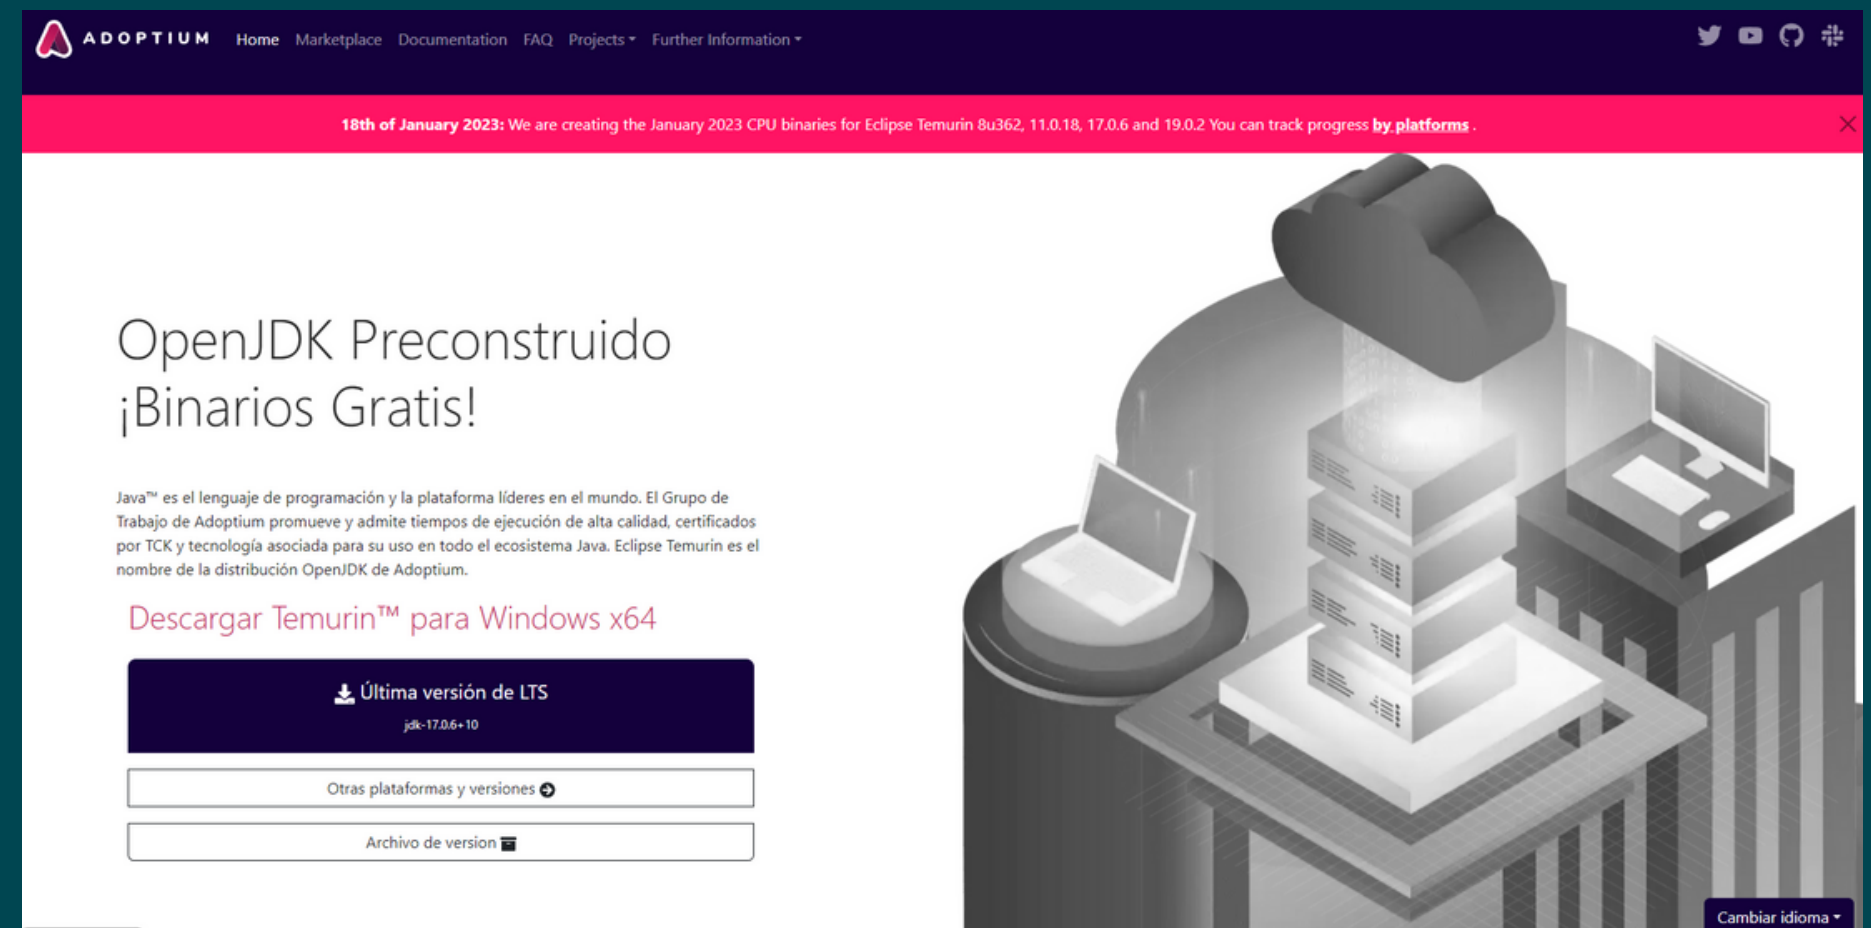 ADOPTIUM Home Marketplace Documentation FAQ Projects Further Information
18th of January 2023: We are creating the January 2023 CPU binaries for Eclipse Temurin 8u362, 11.0.18, 17.0.6 and 19.0.2 You can track progress by platforms .
OpenJDK Preconstruido
¡Binarios Gratis!
Java™ es el lenguaje de programación y la plataforma líderes en el mundo. El Grupo de
Trabajo de Adoptium promueve y admite tiempos de ejecución de alta calidad, certificados
por TCK y tecnología asociada para su uso en todo el ecosistema Java. Eclipse Temurin es el
nombre de la distribución OpenJDK de Adoptium.
Descargar Temurin™ para Windows x64
Última versión de LTS
jdk-17.0.6+10
Otras plataformas y versiones
Archivo de version
Cambiar idioma